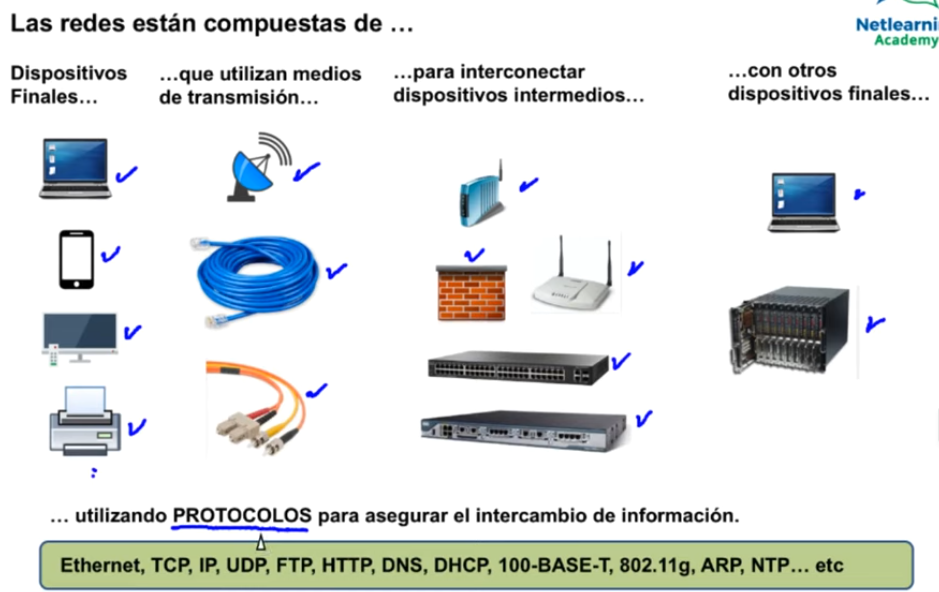 Las redes están compuestas de ...
Netlearni
Academy
Dispositivos
Finales...
...que utilizan medios
de transmisión...
...para interconectar
dispositivos intermedios...
...con otros
dispositivos finales...
... utilizando PROTOCOLOS para asegurar el intercambio de información.
Ethernet, TCP, IP, UDP, FTP, HTTP, DNS, DHCP, 100-BASE-T, 802.11g, ARP, NTP... etc